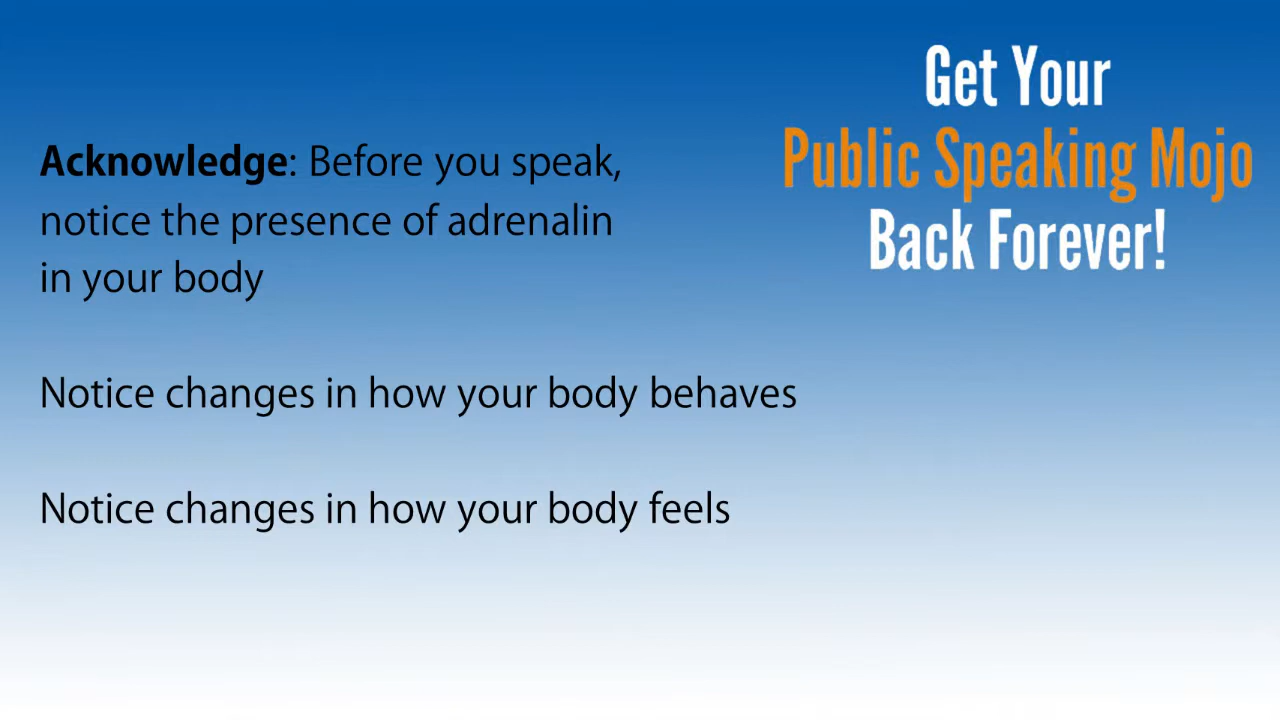 Get Your
Public Speaking Mojo
Back Forever!
Acknowledge: Before you speak,
notice the presence of adrenalin
in your body
Notice changes in how your body behaves
Notice changes in how your body feels